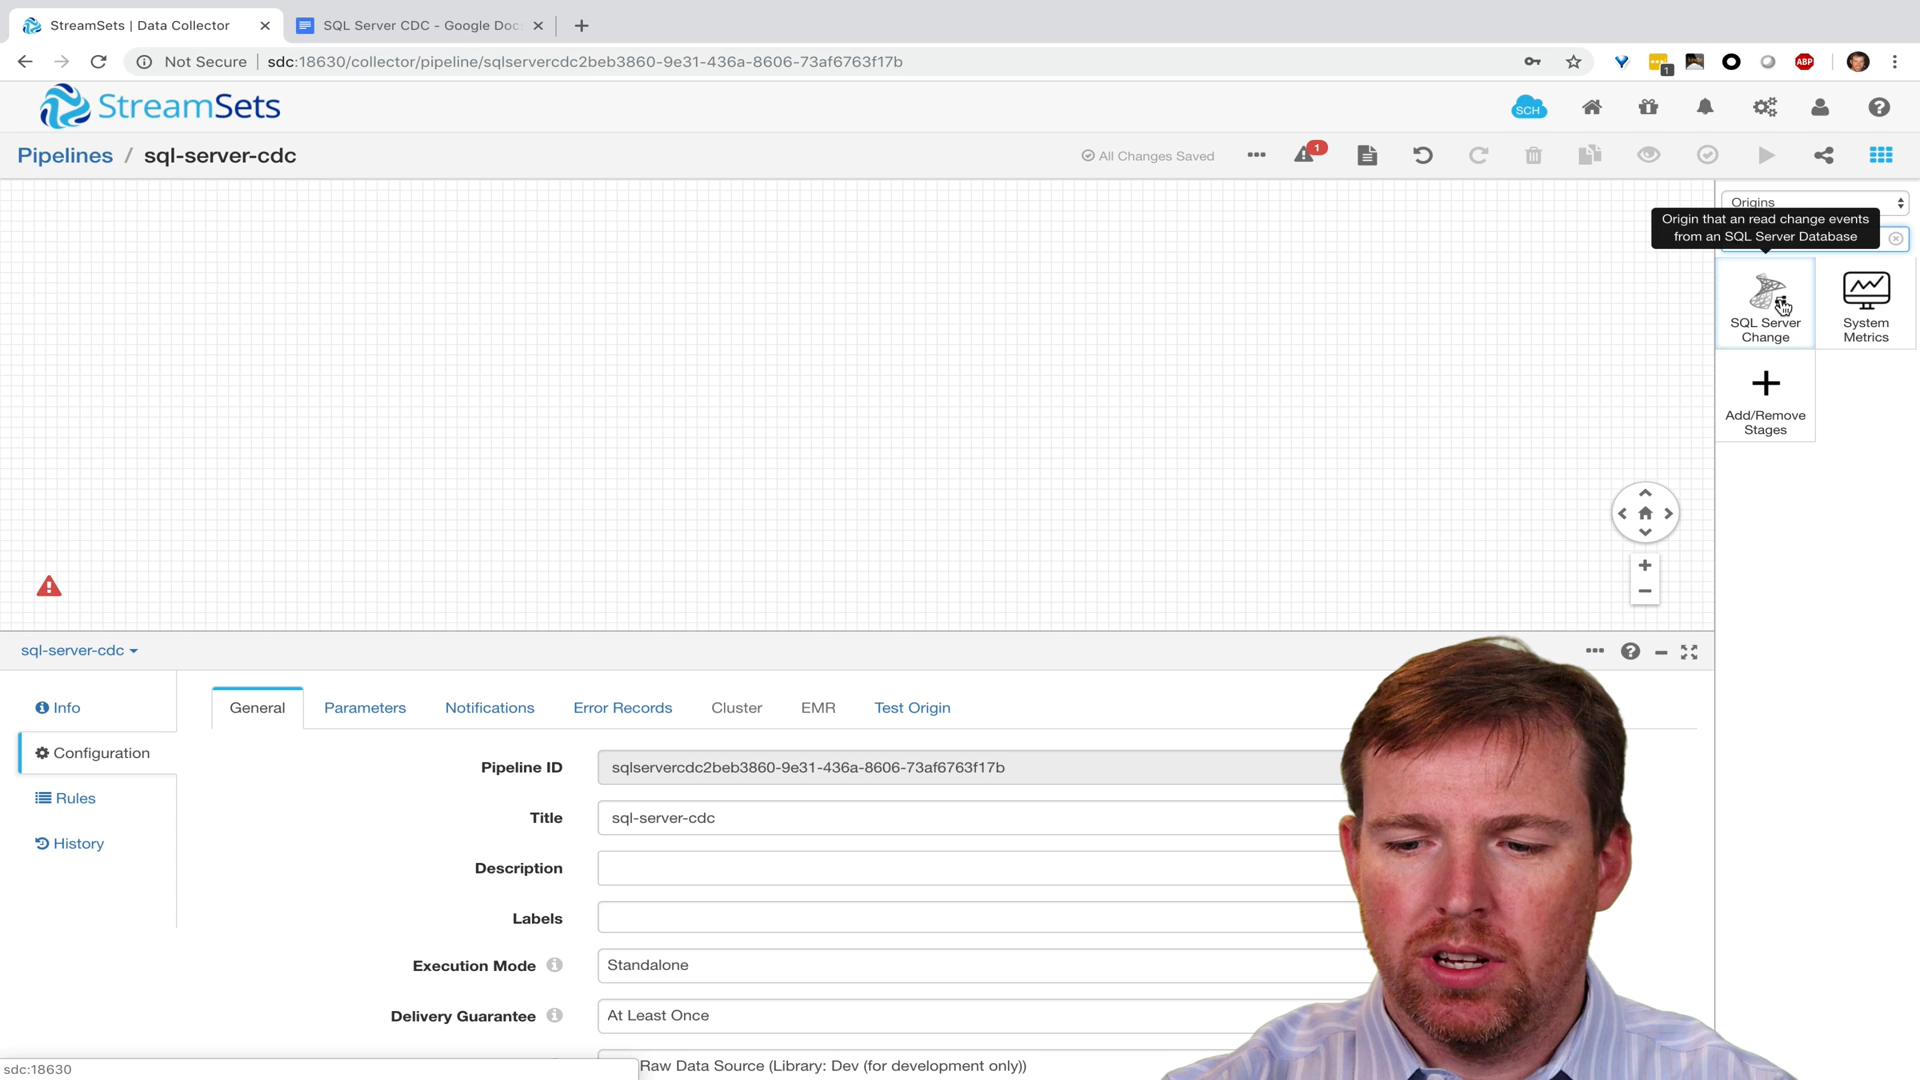 StreamSets | Data Collector
SQL Server CDC - Google Doc
Not Secure
sdc:18630/collector/pipeline/sqlservercdc2beb3860-9e31-436a-8606-73af6763f17b
1
ABP
StreamSets
SCH
Pipelines / sql-server-cdc
All Changes Saved
1
Origins
Origin that an read change events
from an SQL Server Database
SQL Server
Change
System
Metrics
Add/Remove
Stages
sql-server-cdc
Info
Configuration
Rules
History
General
Parameters
Notifications
Error Records
Cluster
EMR
Test Origin
Pipeline ID
sqlservercdc2beb3860-9e31-436a-8606-73af6763f17b
Title
sql-server-cdc
Description
Labels
Execution Mode
Standalone
Delivery Guarantee
At Least Once
Raw Data Source (Library: Dev (for development only))
sdc:18630